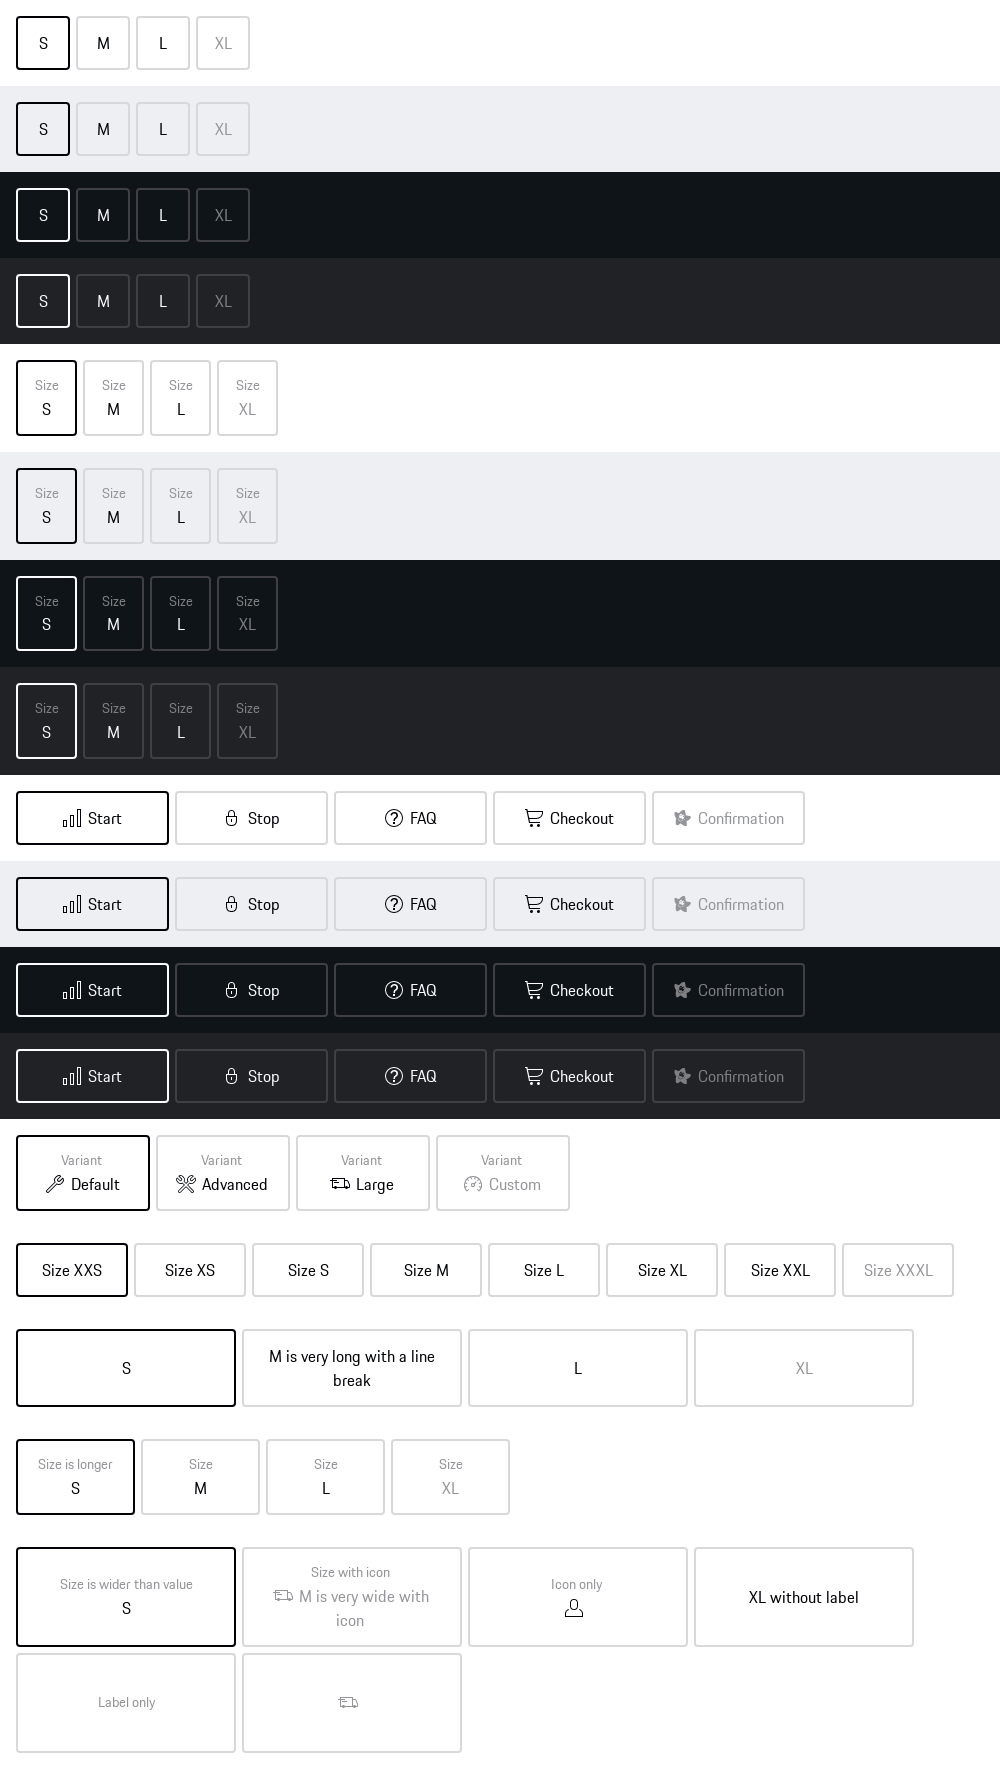 S M L XL
S M L XL
S M L XL
S M L XL
Size Size Size Size
S M L XL
Size Size Size Size
S M L XL
Size Size Size Size
S M L XL
Size Size Size Size
S M L XL
Start Stop FAQ Checkout Confirmation
Start Stop FAQ Checkout Confirmation
Start Stop FAQ Checkout Confirmation
Start Stop FAQ Checkout Confirmation
Variant Variant Variant Variant
Default Advanced Large Custom
Size XXS Size XS Size S Size M Size L Size XL Size XXL Size XXXL
S
M is very long with a line
break
L
XL
Size is longer Size Size Size
S M L XL
Size is wider than value
S
Size with icon
M is very wide with
icon
Icon only
XL without label
Label only